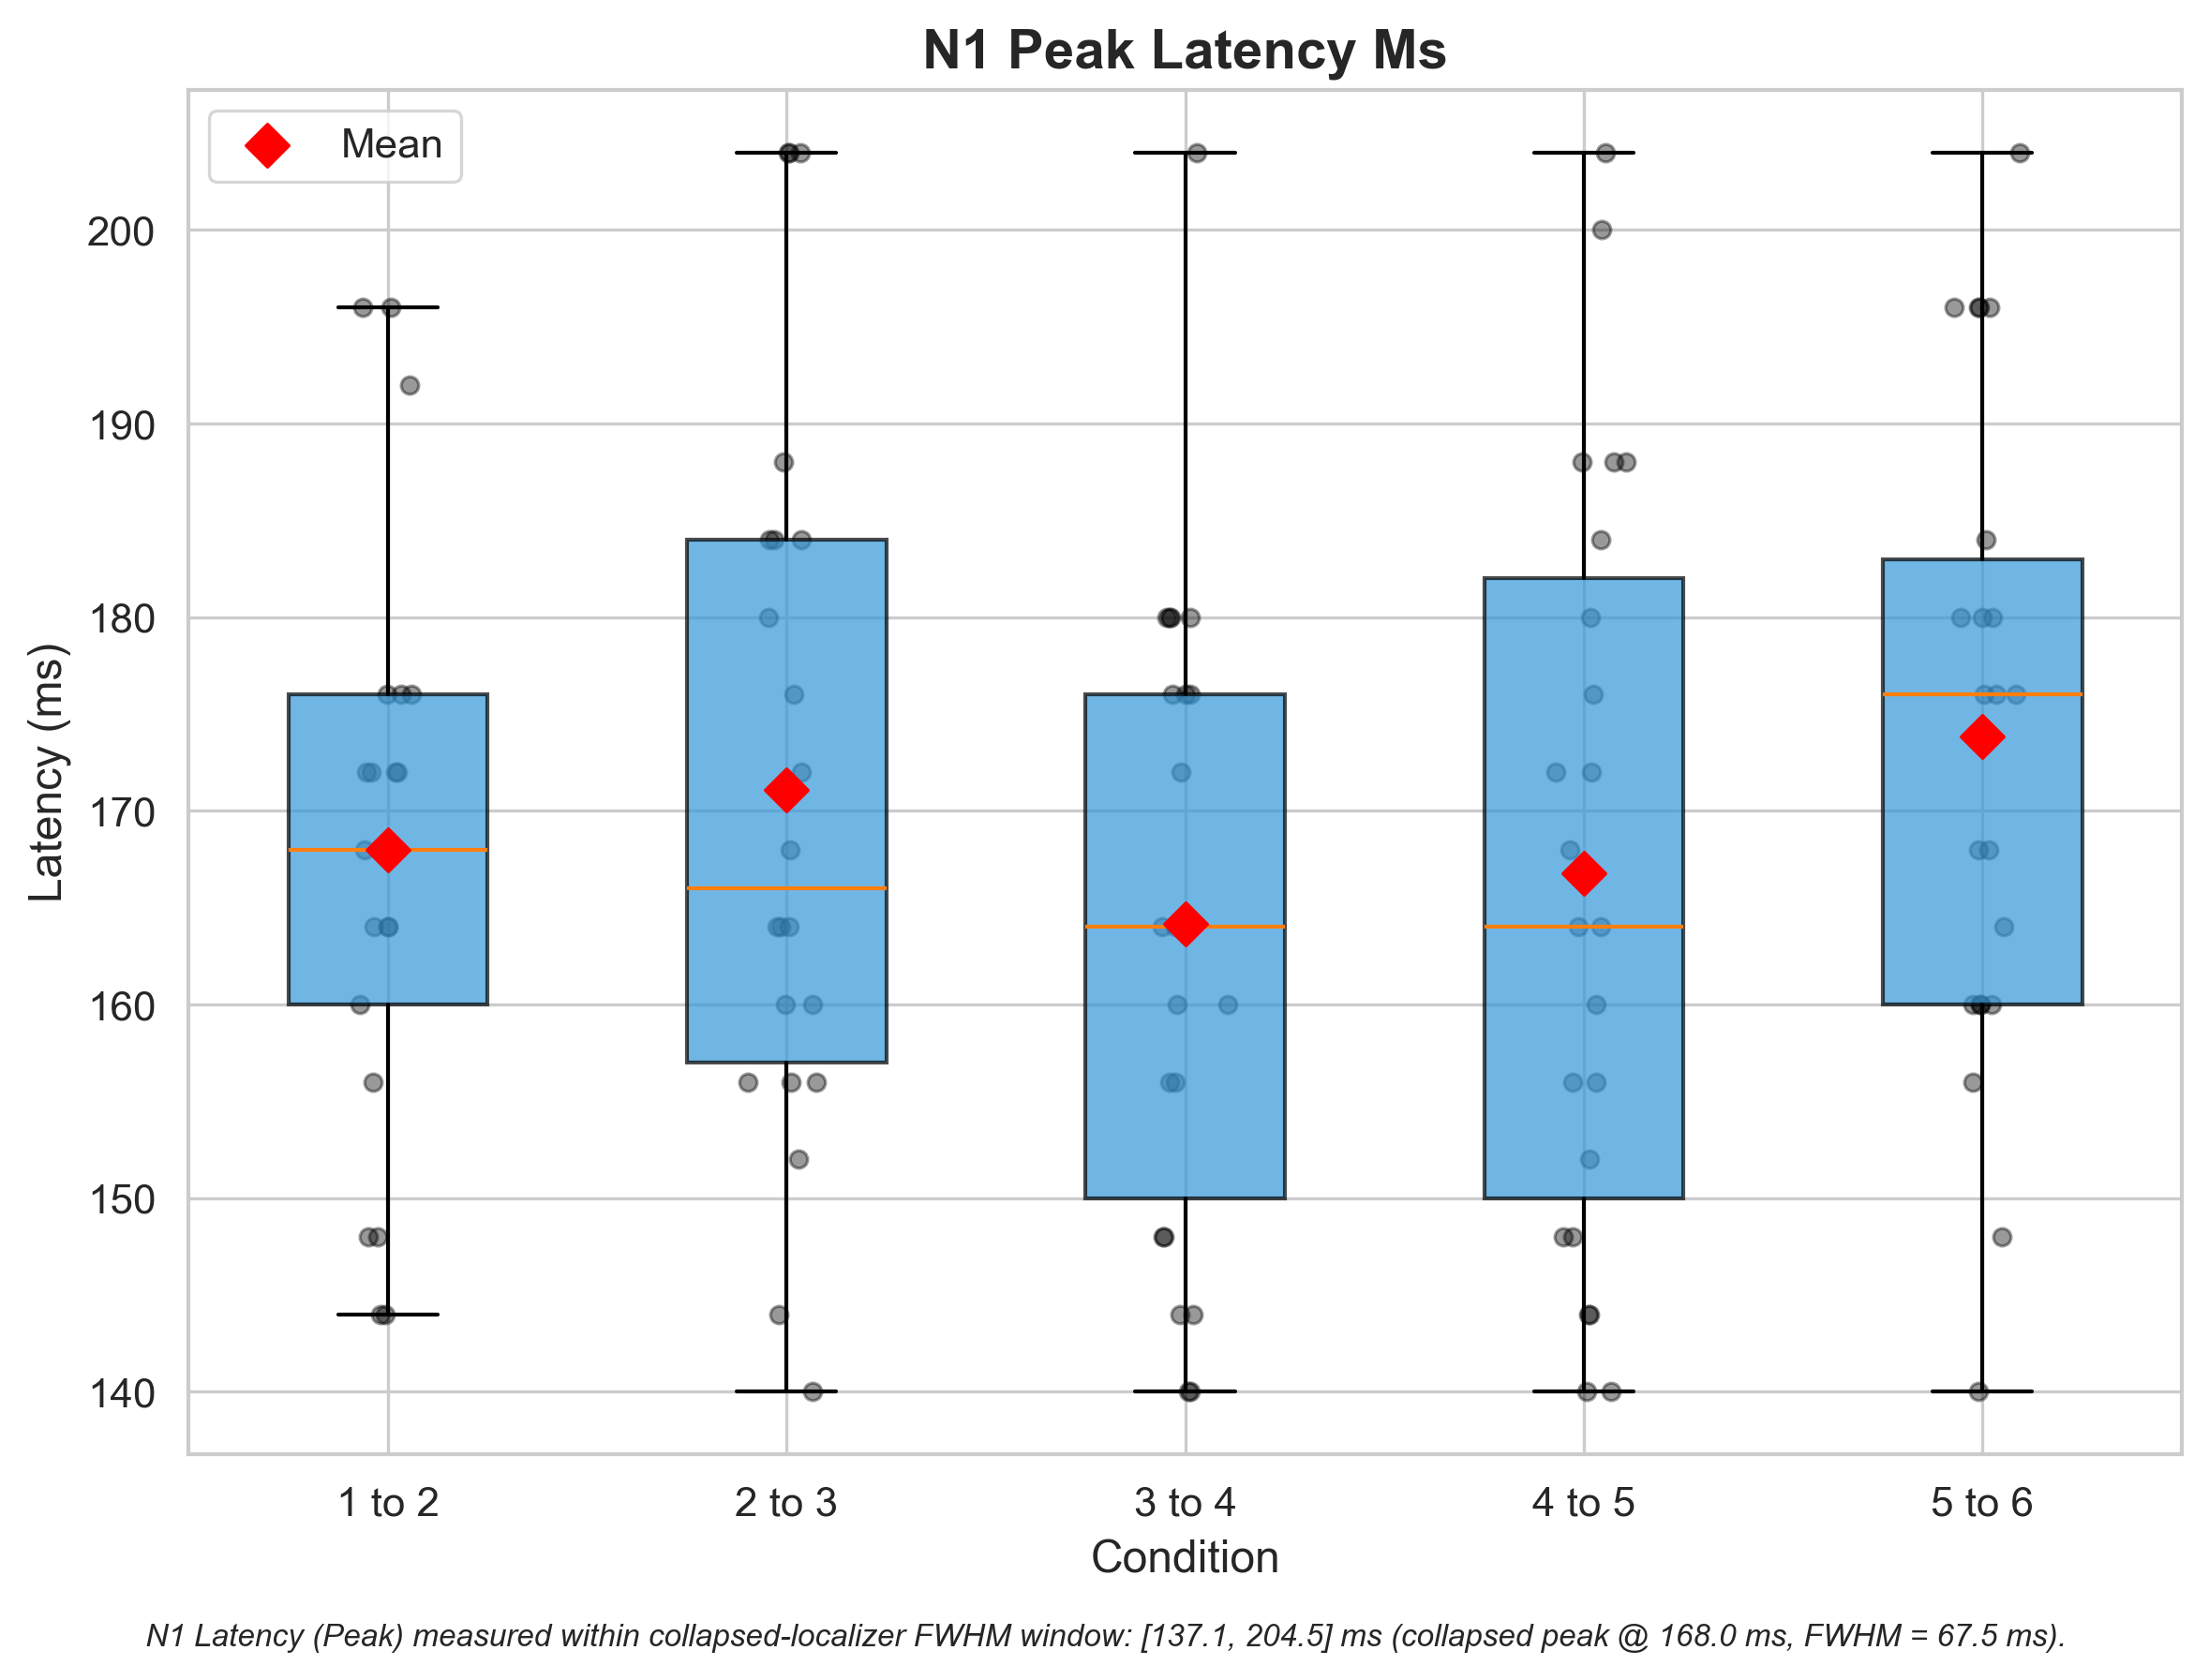 N1 Peak Latency Ms
Mean
200
190
180
170
160
150
140
Latency (ms)
1 to 2
2 to 3
3 to 4
4 to 5
5 to 6
Condition
N1 Latency (Peak) measured within collapsed-localizer FWHM window: [137.1, 204.5] ms (collapsed peak @ 168.0 ms, FWHM = 67.5 ms).